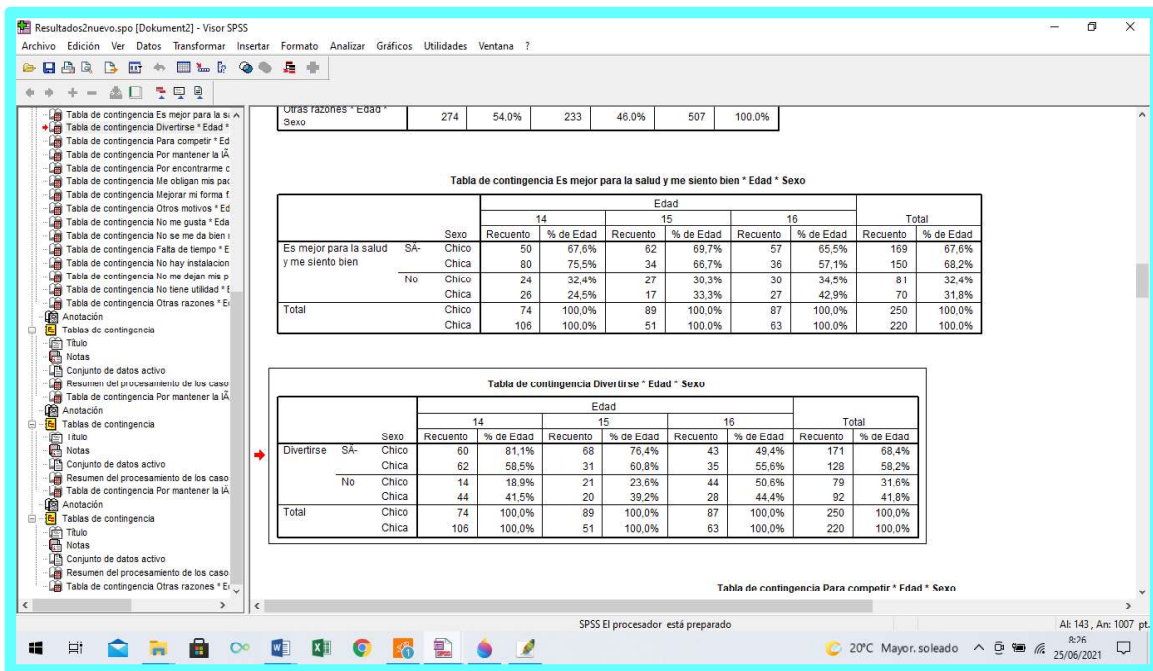 Resultados2nuevo.spo [Dokument2] - Visor SPSS
Archivo Edición Ver Datos Transformar Insertar Formato Analizar Gráficos Utilidades Ventana ?
Tabla de contingencia Es mejor para la sa
Tabla de contingencia Divertirse * Edad *
Tabla de contingencia Para competir * Ed
Tabla de contingencia Por mantener la lÃ
Tabla de contingencia Por encontrarme c
Tabla de contingencia Me obligan mis pac
Tabla de contingencia Mejorar mi forma f
Tabla de contingencia Otros motivos * Ed
Tabla de contingencia No me gusta * Eda
Tabla de contingencia No se me da bien
Tabla de contingencia Falta de tiempo * E
Tabla de contingencia No hay instalacion
Tabla de contingencia No me dejan mis p
Tabla de contingencia No tiene utilidad * E
Tabla de contingencia Otras razones * E
Anotación
Tablas de contingencia
Título
Notas
Conjunto de datos activo
Resumen del procesamiento de los caso
Tabla de contingencia Por mantener la lÃ
Anotación
Tablas de contingencia
Título
Notas
Conjunto de datos activo
Resumen del procesamiento de los caso
Tabla de contingencia Por mantener la lÃ
Anotación
Tablas de contingencia
Título
Notas
Conjunto de datos activo
Resumen del procesamiento de los caso
Tabla de contingencia Otras razones * E
Otras razones * Edad *
Sexo 274 54,0% 233 46,0% 507 100,0%
Tabla de contingencia Es mejor para la salud y me siento bien * Edad * Sexo
Edad
14 15 16 Total
Sexo Recuento % de Edad Recuento % de Edad Recuento % de Edad Recuento % de Edad
Es mejor para la salud SÃ- Chico 50 67,6% 62 69,7% 57 65,5% 169 67,6%
y me siento bien Chica 80 75,5% 34 66,7% 36 57,1% 150 68,2%
No Chico 24 32,4% 27 30,3% 30 34,5% 81 32,4%
Chica 26 24,5% 17 33,3% 27 42,9% 70 31,8%
Total Chico 74 100,0% 89 100,0% 87 100,0% 250 100,0%
Chica 106 100,0% 51 100,0% 63 100,0% 220 100,0%
Tabla de contingencia Divertirse * Edad * Sexo
Edad
14 15 16 Total
Sexo Recuento % de Edad Recuento % de Edad Recuento % de Edad Recuento % de Edad
Divertirse SÃ- Chico 60 81,1% 68 76,4% 43 49,4% 171 68,4%
Chica 62 58,5% 31 60,8% 35 55,6% 128 58,2%
No Chico 14 18,9% 21 23,6% 44 50,6% 79 31,6%
Chica 44 41,5% 20 39,2% 28 44,4% 92 41,8%
Total Chico 74 100,0% 89 100,0% 87 100,0% 250 100,0%
Chica 106 100,0% 51 100,0% 63 100,0% 220 100,0%
Tabla de contingencia Para competir * Edad * Sexo
SPSS El procesador está preparado
Al: 143 , An: 1007 pt.
20°C Mayor. soleado
8:26
25/06/2021